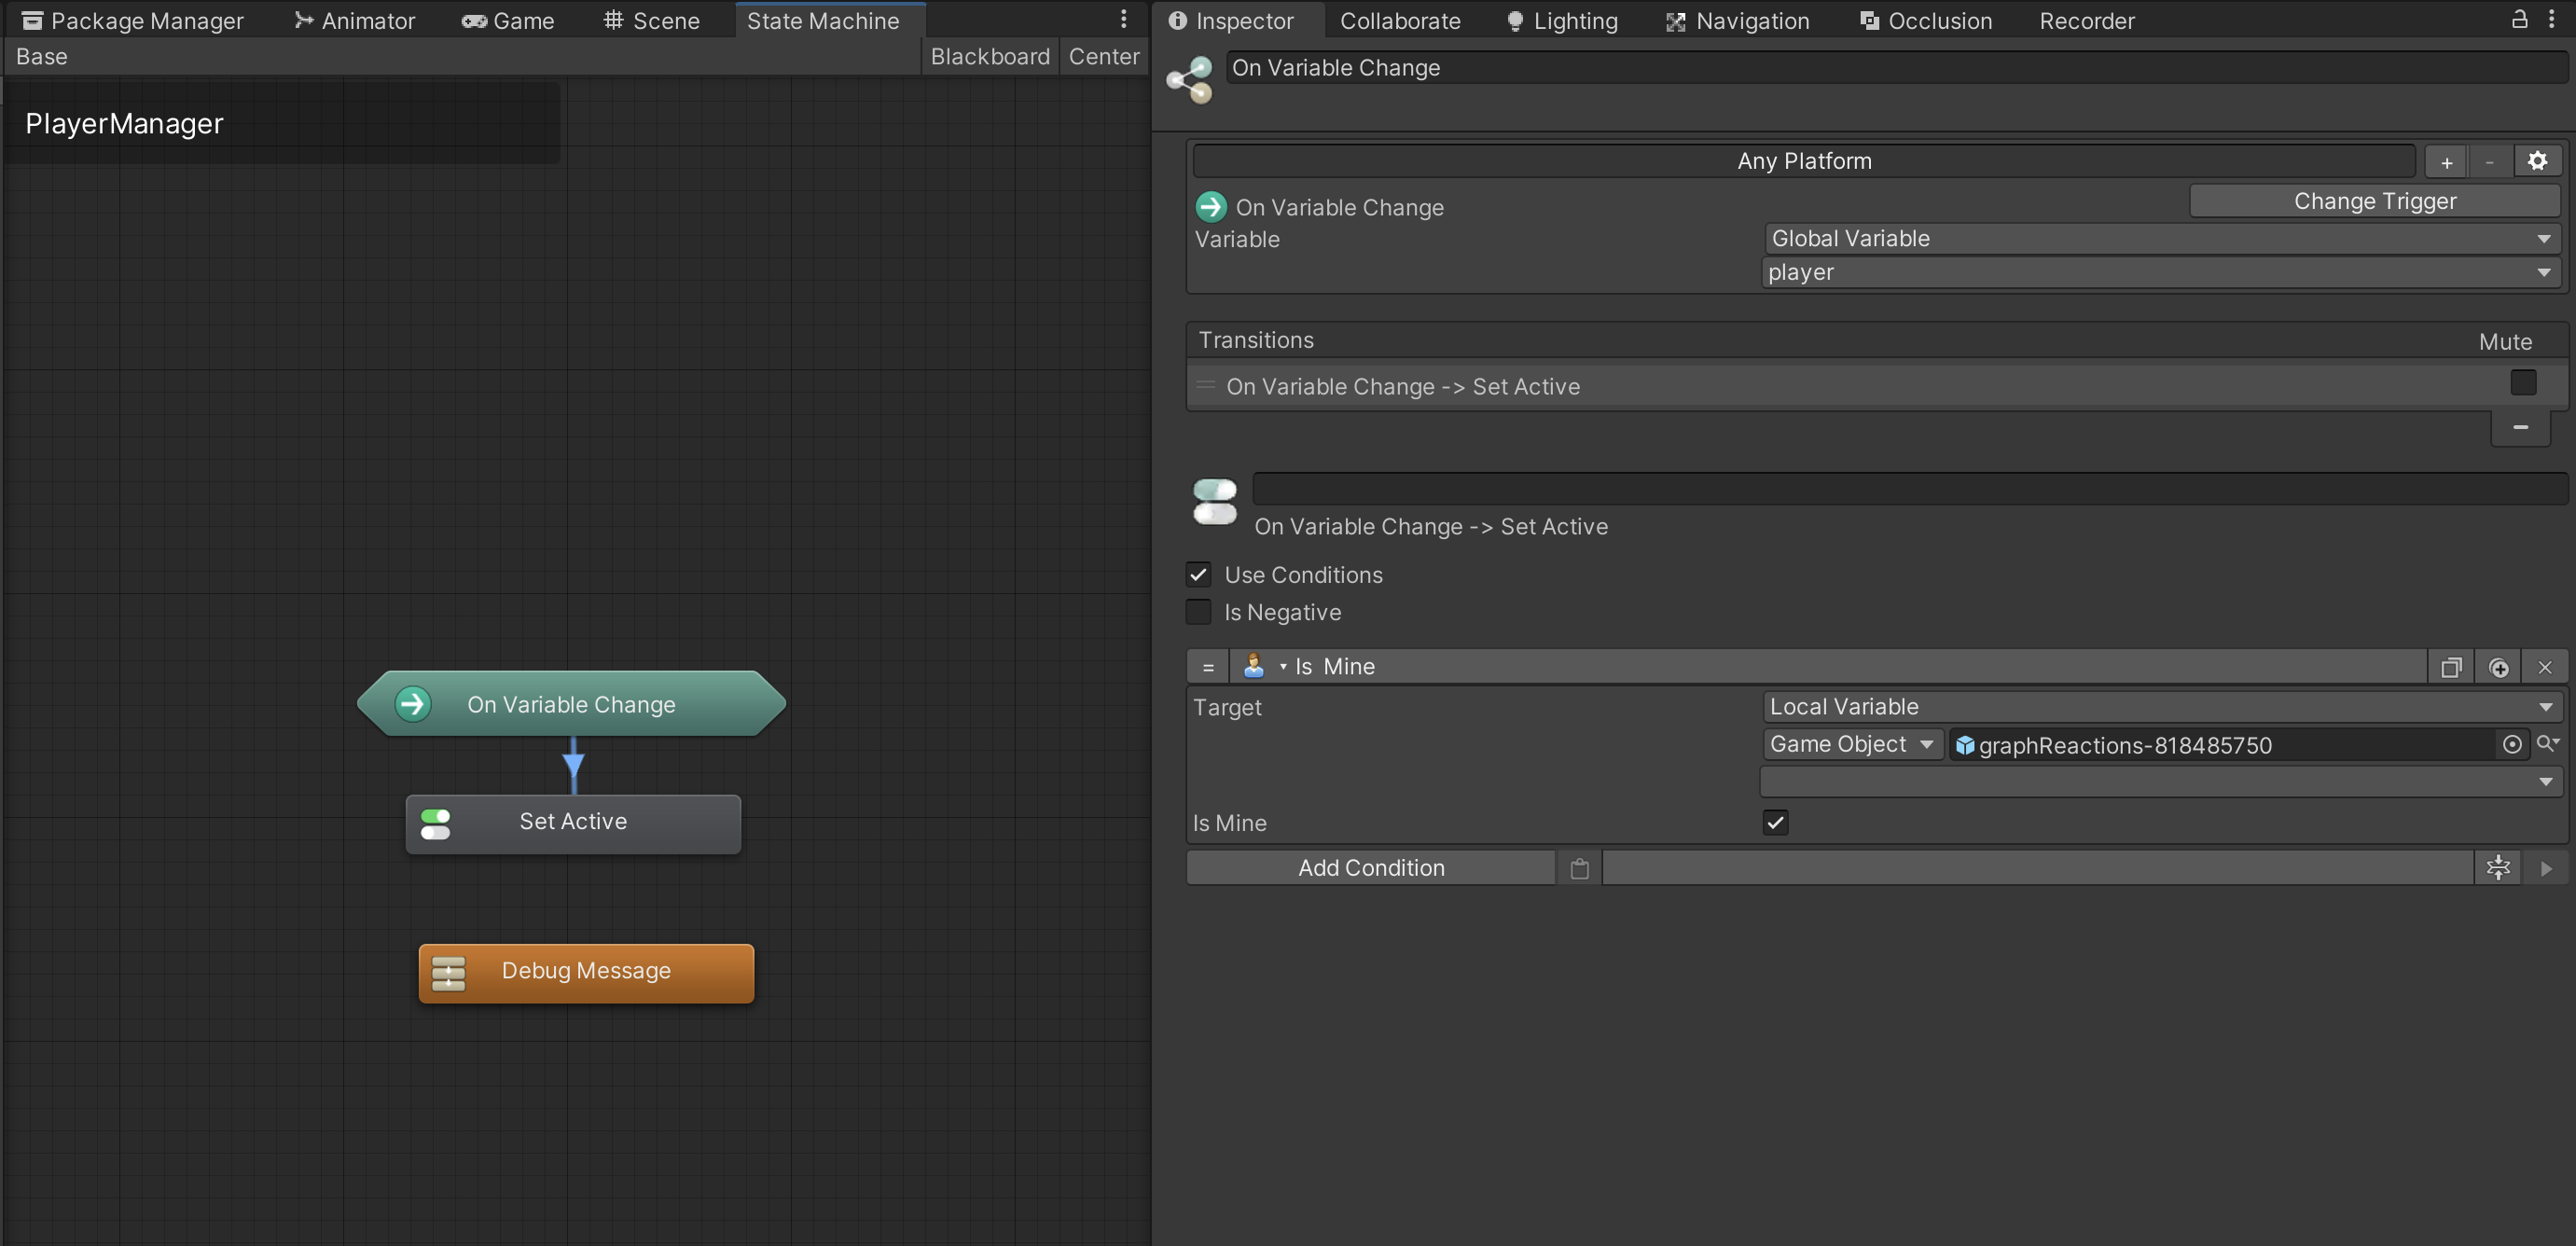 Package Manager
Animator
Game
Scene
State Machine
Base
Blackboard
Center
PlayerManager
On Variable Change
Set Active
Debug Message
Inspector
Collaborate
Lighting
Navigation
Occlusion
Recorder
On Variable Change
Any Platform
+
-
On Variable Change
Change Trigger
Variable
Global Variable
player
Transitions
Mute
On Variable Change -> Set Active
On Variable Change -> Set Active
Use Conditions
Is Negative
= Is Mine
Target
Local Variable
Game Object
graphReactions-818485750
Is Mine
Add Condition